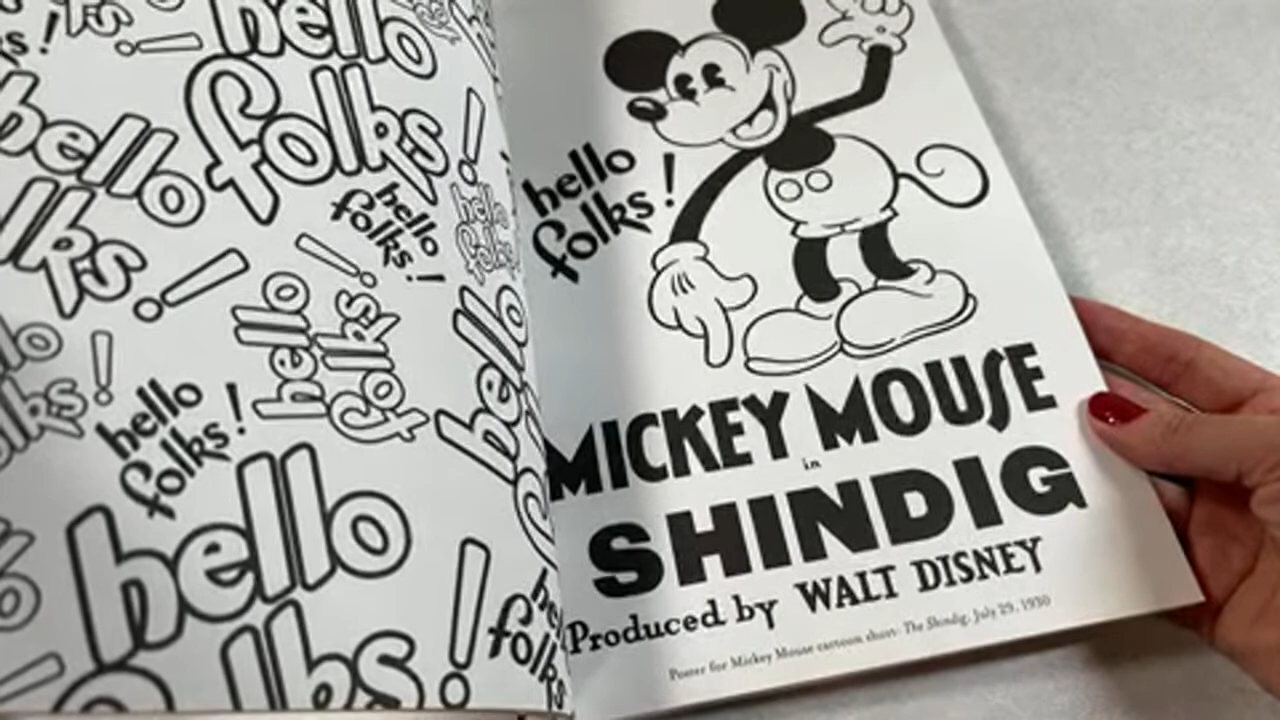 hello
folks!
hello
folks!
hello
folks!
hello
folks!
hello
folks!
hello
folks!
hello
folks!
hello
hello
folks!
MICKEY MOUSE
in
SHINDIG
Produced by WALT DISNEY
Poster for Mickey Mouse cartoon short: The Shindig, July 29, 1930